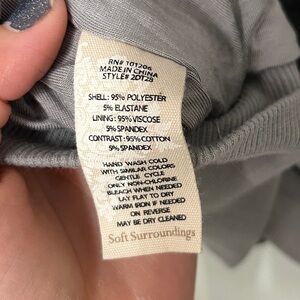 RN# 101206
MADE IN CHINA
STYLE# 2DT28
SHELL: 95% POLYESTER
5% ELASTANE
LINING: 95% VISCOSE
5% SPANDEX
CONTRAST: 95% COTTON
5% SPANDEX
HAND WASH COLD
WITH SIMILAR COLORS
GENTLE CYCLE
ONLY NON-CHLORINE
BLEACH WHEN NEEDED
LAY FLAT TO DRY
WARM IRON IF NEEDED
ON REVERSE
MAY BE DRY CLEANED
Soft Surroundings